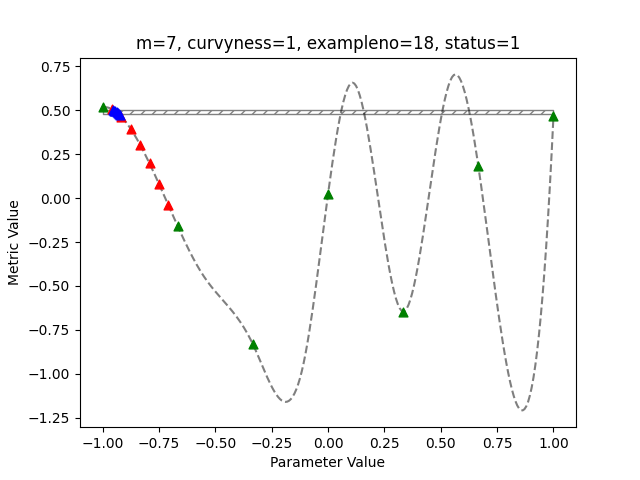 m=7, curvyness=1, exampleno=18, status=1
Metric Value
0.75
0.50
0.25
0.00
−0.25
−0.50
−0.75
−1.00
−1.25
−1.00 −0.75 −0.50 −0.25 0.00 0.25 0.50 0.75 1.00
Parameter Value